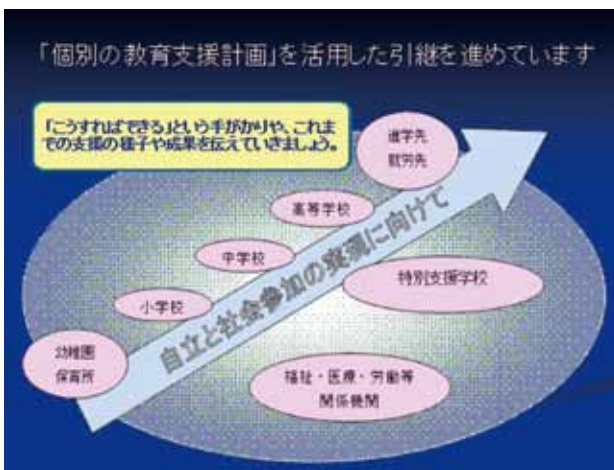 「個別の教育支援計画」を活用した引継を進めています
「こうすればできる」という手がかりや、これま
での支援の様子や成果を伝えていきましょう。
進学先
就労先
高等学校
中学校
特別支援学校
小学校
自立と社会参加の実現に向けて
幼稚園
保育所
福祉・医療・労働等
関係機関